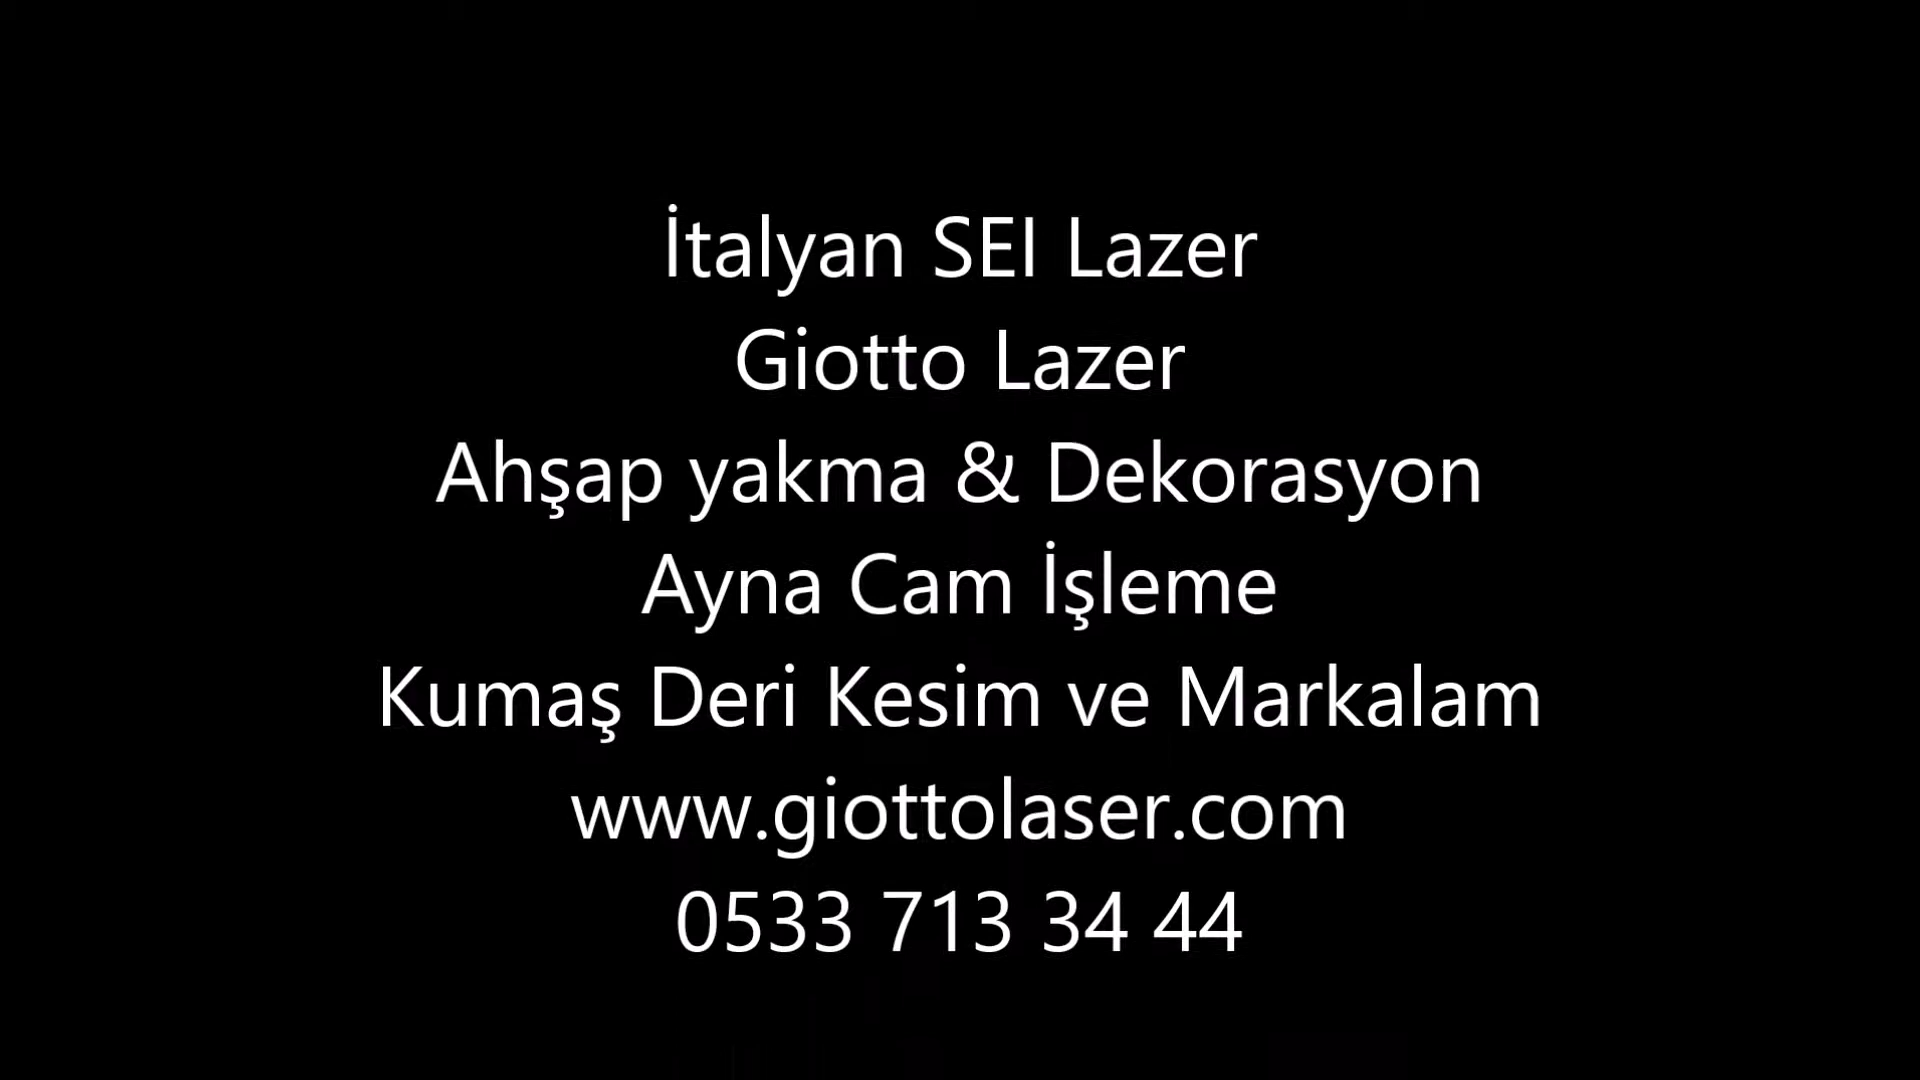 İtalyan SEI Lazer
Giotto Lazer
Ahşap yakma & Dekorasyon
Ayna Cam İşleme
Kumaş Deri Kesim ve Markalam
www.giottolaser.com
0533 713 34 44